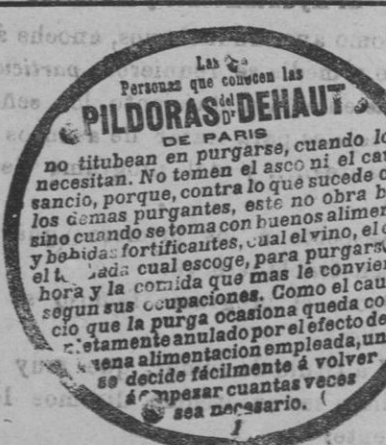 Las
Personas que conocen las
PILDORAS del Dr DEHAUT
DE PARIS
no titubean en purgarse, cuando lo
necesitan. No temen el asco ni el cau
sancio, porque, contra lo que sucede c
los demas purgantes, este no obra b
sino cuando se toma con buenos alimen
y bebidas fortificantes, cual el vino, el c
el cada cual escoge, para purgars
hora y la comida que mas le convien
segun sus ocupaciones. Como el cau
cio que la purga ocasiona queda co
anulado por el efecto de
alimentacion empleada, un
se decide fácilmente á volver
á empezar cuantas veces
sea necesario.